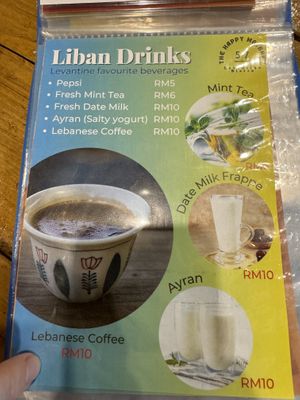 Liban Drinks
Levantine favourite beverages
• Pepsi RM5
• Fresh Mint Tea RM6
• Fresh Date Milk RM10
• Ayran (Salty yogurt) RM10
• Lebanese Coffee RM10
Mint Tea
Date Milk Frappe
RM10
Ayran
RM10
Lebanese Coffee
RM10